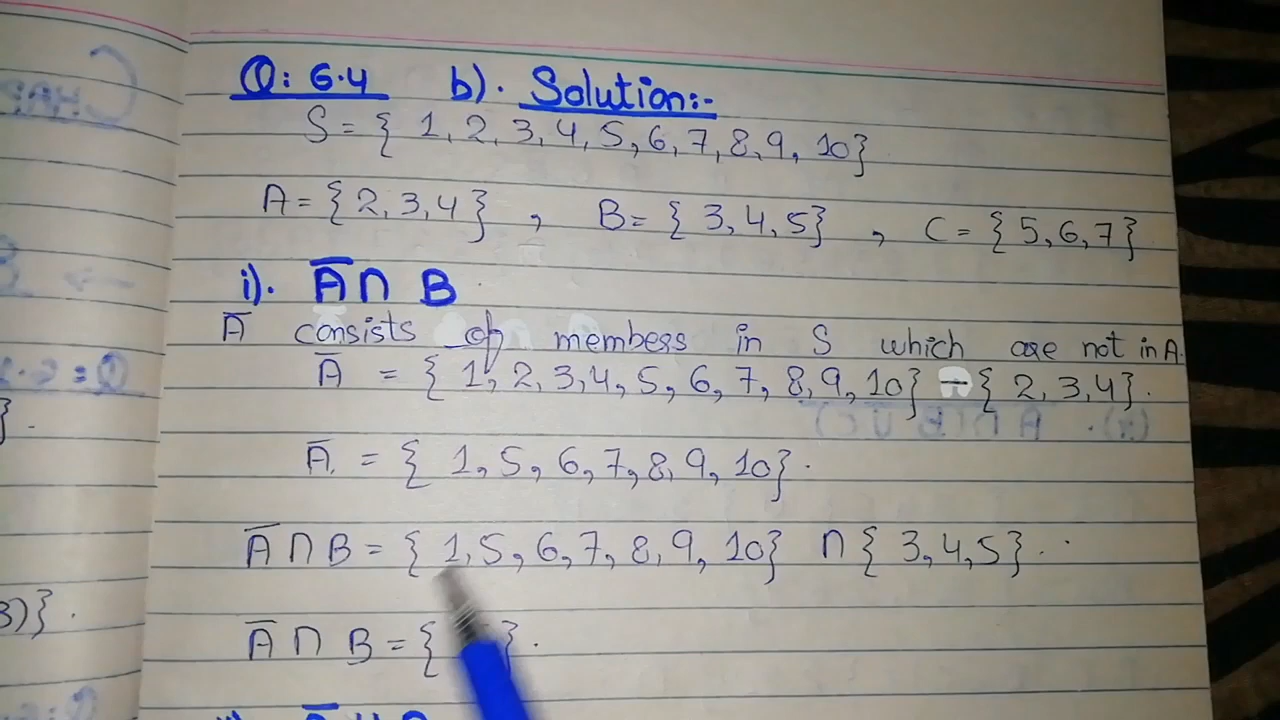 Q: 6.4 b). Solution:-
S = { 1, 2, 3, 4, 5, 6, 7, 8, 9, 10}
A = { 2, 3, 4 } , B = { 3, 4, 5} , C = { 5, 6, 7}
i). A̅ ∩ B
A̅ consists of members in S which are not in A.
A̅ = { 1, 2, 3, 4, 5, 6, 7, 8, 9, 10} - { 2, 3, 4 }.
A̅ = { 1, 5, 6, 7, 8, 9, 10} .
A̅ ∩ B = { 1, 5, 6, 7, 8, 9, 10} ∩ { 3, 4, 5 } .
A̅ ∩ B = { } .